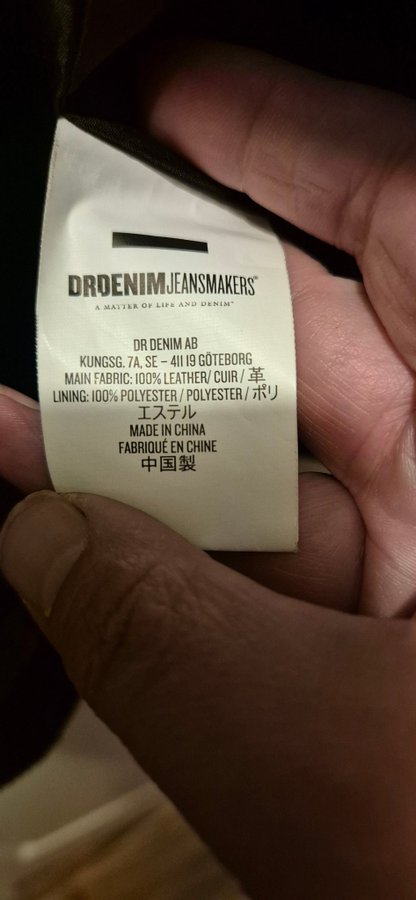 DRDENIMJEANSMAKERS™
A MATTER OF LIFE AND DENIM™
DR DENIM AB
KUNGSG. 7A, SE – 411 19 GÖTEBORG
MAIN FABRIC: 100% LEATHER/ CUIR / 革
LINING: 100% POLYESTER / POLYESTER / ポリ
エステル
MADE IN CHINA
FABRIQUÉ EN CHINE
中国製